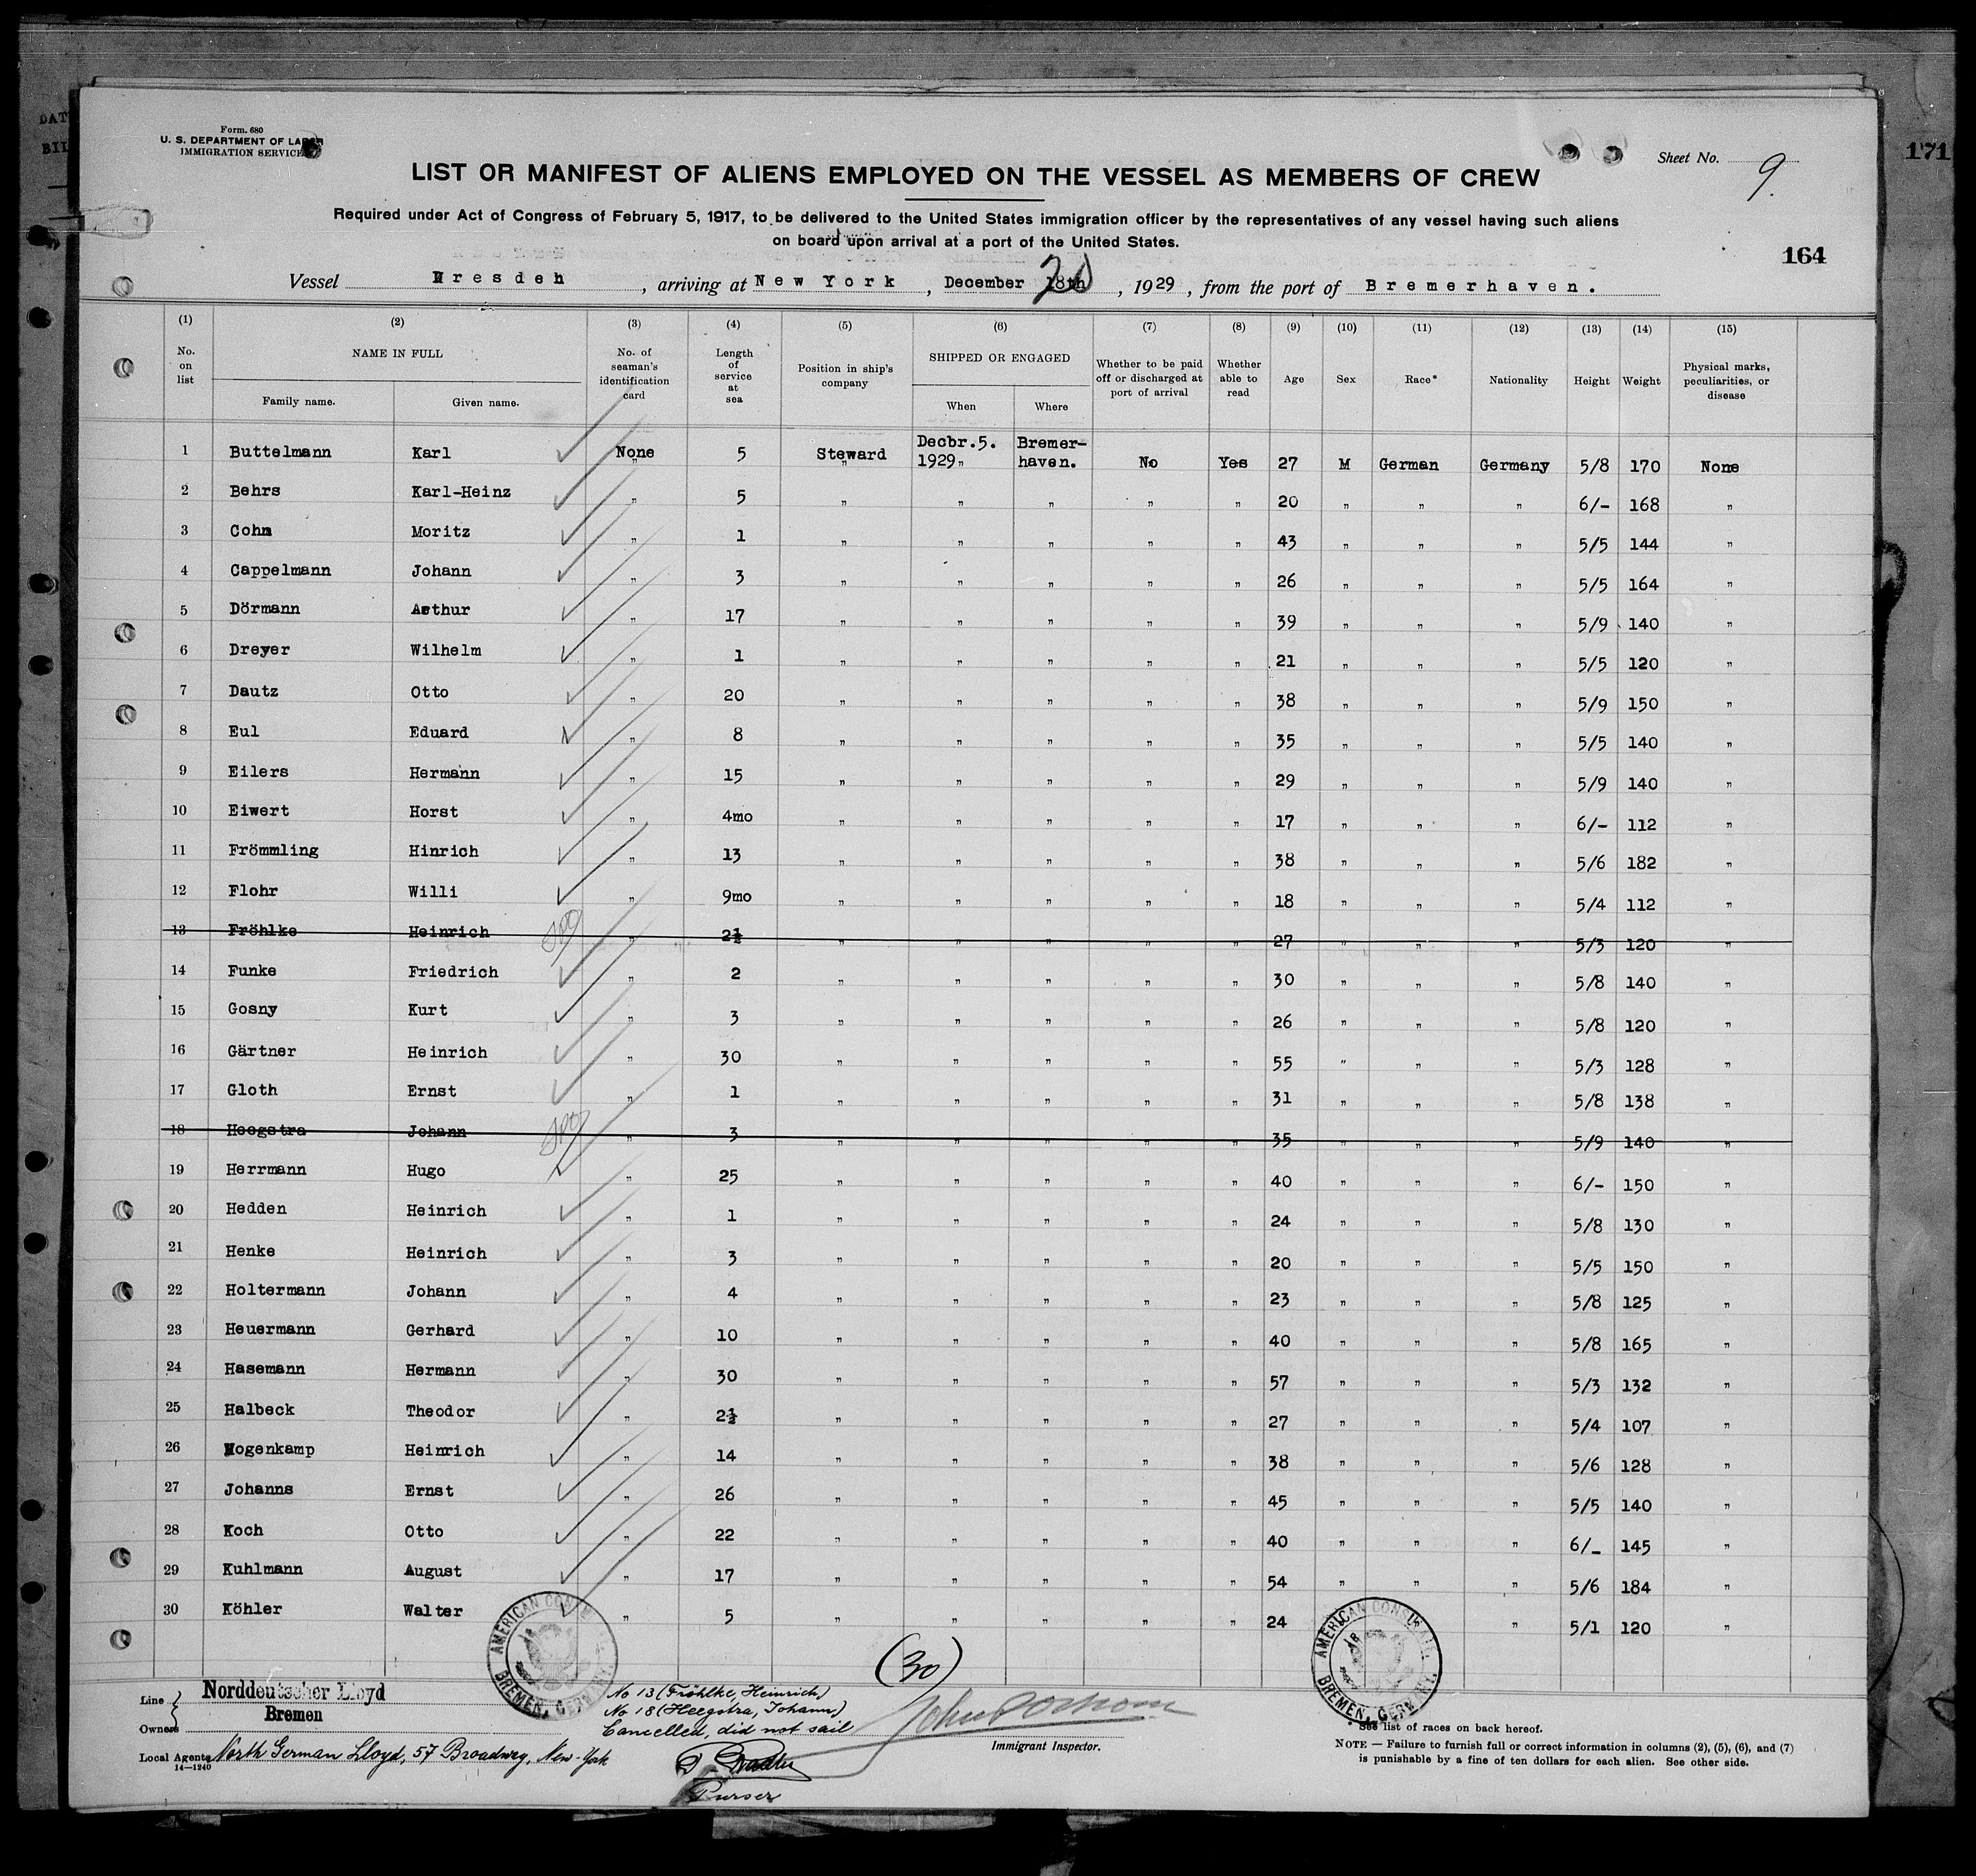 DAT
BIL
171
Form. 680
U. S. DEPARTMENT OF LABOR
IMMIGRATION SERVICE
Sheet No. 9.
LIST OR MANIFEST OF ALIENS EMPLOYED ON THE VESSEL AS MEMBERS OF CREW
Required under Act of Congress of February 5, 1917, to be delivered to the United States immigration officer by the representatives of any vessel having such aliens
on board upon arrival at a port of the United States.
164
Vessel Dresden, arriving at New York, December 20, 1929, from the port of Bremerhaven.
(1) (2) (3) (4) (5) (6) (7) (8) (9) (10) (11) (12) (13) (14) (15)
No. on list NAME IN FULL Family name. Given name. No. of seaman's identification card Length of service at sea Position in ship's company SHIPPED OR ENGAGED When Where Whether to be paid off or discharged at port of arrival Whether able to read Age Sex Race* Nationality Height Weight Physical marks, peculiarities, or disease
1 Buttelmann Karl None 5 Steward Decbr.5. 1929 Bremer-haven. No Yes 27 M German Germany 5/8 170 None
2 Behrs Karl-Heinz " 5 " " " " " 20 " " " 6/- 168 "
3 Cohn Moritz " 1 " " " " " 43 " " " 5/5 144 "
4 Cappelmann Johann " 3 " " " " " 26 " " " 5/5 164 "
5 Dörmann Arthur " 17 " " " " " 39 " " " 5/9 140 "
6 Dreyer Wilhelm " 1 " " " " " 21 " " " 5/5 120 "
7 Dautz Otto " 20 " " " " " 38 " " " 5/9 150 "
8 Eul Eduard " 8 " " " " " 35 " " " 5/5 140 "
9 Eilers Hermann " 15 " " " " " 29 " " " 5/9 140 "
10 Eiwert Horst " 4mo " " " " " 17 " " " 6/- 112 "
11 Frömmling Hinrich " 13 " " " " " 38 " " " 5/6 182 "
12 Flohr Willi " 9mo " " " " " 18 " " " 5/4 112 "
13 Fröhlke Heinrich " 2½ " " " " " 27 " " " 5/3 120 "
14 Funke Friedrich " 2 " " " " " 30 " " " 5/8 140 "
15 Gosny Kurt " 3 " " " " " 26 " " " 5/8 120 "
16 Gärtner Heinrich " 30 " " " " " 55 " " " 5/3 128 "
17 Gloth Ernst " 1 " " " " " 31 " " " 5/8 138 "
18 Heegstra Johann " 3 " " " " " 35 " " " 5/9 140 "
19 Herrmann Hugo " 25 " " " " " 40 " " " 6/- 150 "
20 Hedden Heinrich " 1 " " " " " 24 " " " 5/8 130 "
21 Henke Heinrich " 3 " " " " " 20 " " " 5/5 150 "
22 Holtermann Johann " 4 " " " " " 23 " " " 5/8 125 "
23 Heuermann Gerhard " 10 " " " " " 40 " " " 5/8 165 "
24 Hasemann Hermann " 30 " " " " " 57 " " " 5/3 132 "
25 Halbeck Theodor " 2½ " " " " " 27 " " " 5/4 107 "
26 Hogenkamp Heinrich " 14 " " " " " 38 " " " 5/6 128 "
27 Johanns Ernst " 26 " " " " " 45 " " " 5/5 140 "
28 Koch Otto " 22 " " " " " 40 " " " 6/- 145 "
29 Kuhlmann August " 17 " " " " " 54 " " " 5/6 184 "
30 Köhler Walter " 5 " " " " " 24 " " 5/1 120 "
AMERICAN CONSULATE BREMEN, GERMANY.
AMERICAN CONSULATE BREMEN, GERMANY.
(30)
Line Norddeutscher Lloyd
Owners Bremen
No 13 (Fröhlke, Heinrich)
No 18 (Heegstra, Johann)
Cancelled, did not sail
Purser
Immigrant Inspector.
Local Agents North German Lloyd, 57 Broadway, New-York
14—1240
* See list of races on back hereof.
NOTE — Failure to furnish full or correct information in columns (2), (5), (6), and (7)
is punishable by a fine of ten dollars for each alien. See other side.